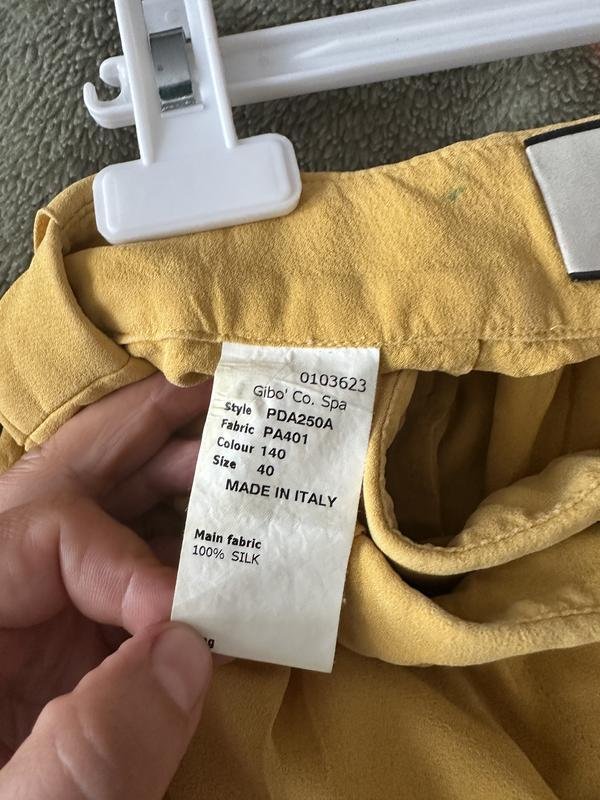 0103623
Gibo' Co. Spa
Style PDA250A
Fabric PA401
Colour 140
Size 40
MADE IN ITALY
Main fabric
100% SILK